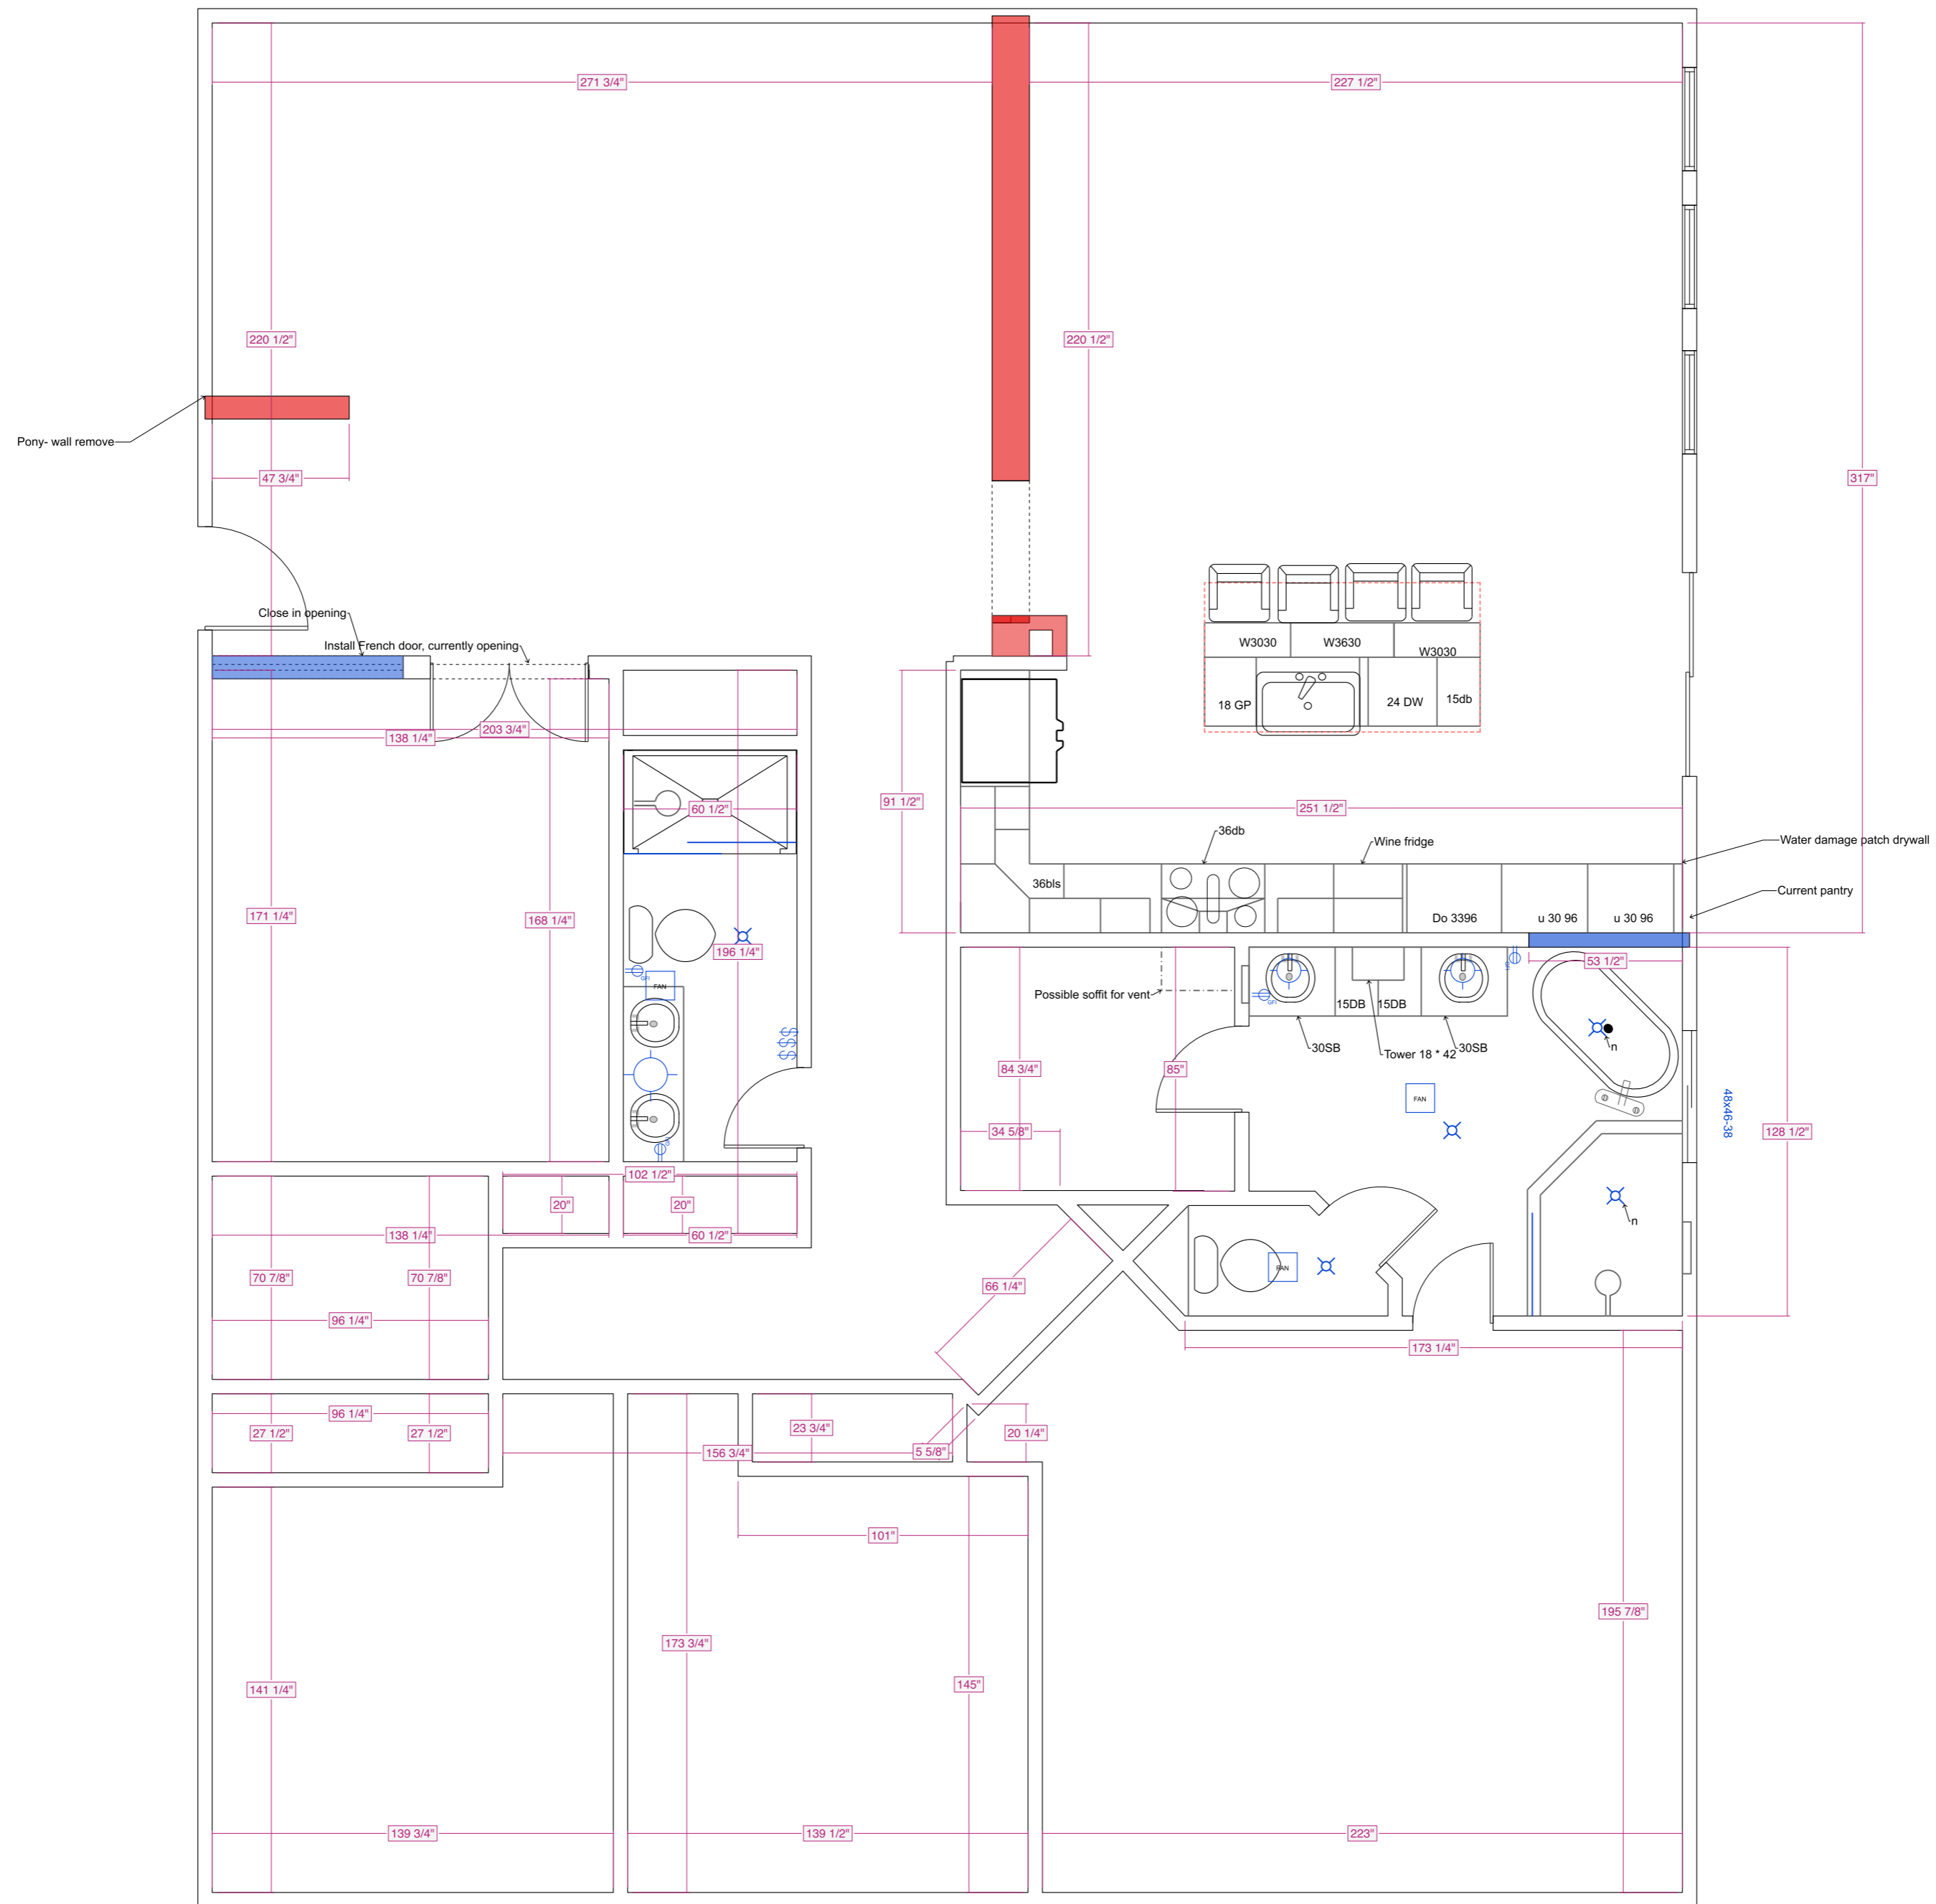 271 3/4"
227 1/2"
220 1/2"
220 1/2"
Pony- wall remove
47 3/4"
317"
Close in opening
Install French door, currently opening
W3030
W3630
W3030
18 GP
24 DW
15db
203 3/4"
138 1/4"
91 1/2"
60 1/2"
251 1/2"
36db
Wine fridge
Water damage patch drywall
36bls
Current pantry
Do 3396
u 30 96
u 30 96
171 1/4"
168 1/4"
196 1/4"
GFI
FAN
SSS
53 1/2"
Possible soffit for vent
GFI
15DB
15DB
GFI
30SB
Tower 18 * 42
30SB
n
84 3/4"
85"
FAN
48x46-38
34 5/8"
128 1/2"
102 1/2"
20"
20"
138 1/4"
60 1/2"
n
70 7/8"
70 7/8"
66 1/4"
FAN
96 1/4"
173 1/4"
96 1/4"
27 1/2"
27 1/2"
23 3/4"
20 1/4"
156 3/4"
5 5/8"
101"
195 7/8"
173 3/4"
141 1/4"
145"
139 3/4"
139 1/2"
223"